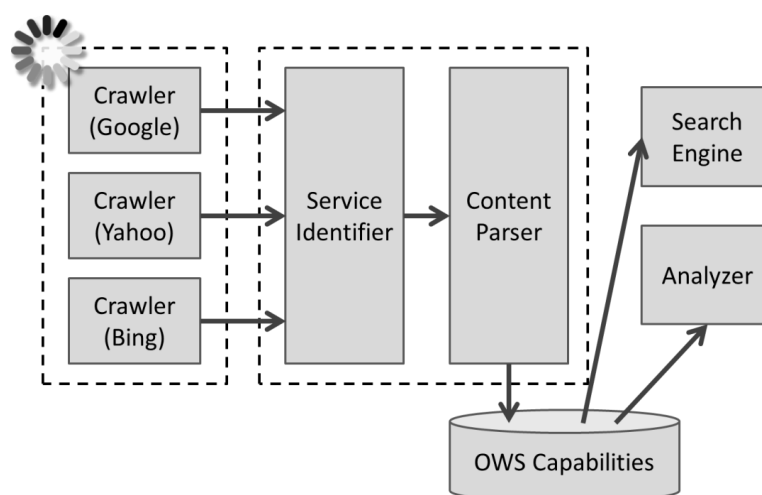 Crawler
(Google)
Crawler
(Yahoo)
Crawler
(Bing)
Service
Identifier
Content
Parser
Search
Engine
Analyzer
OWS Capabilities